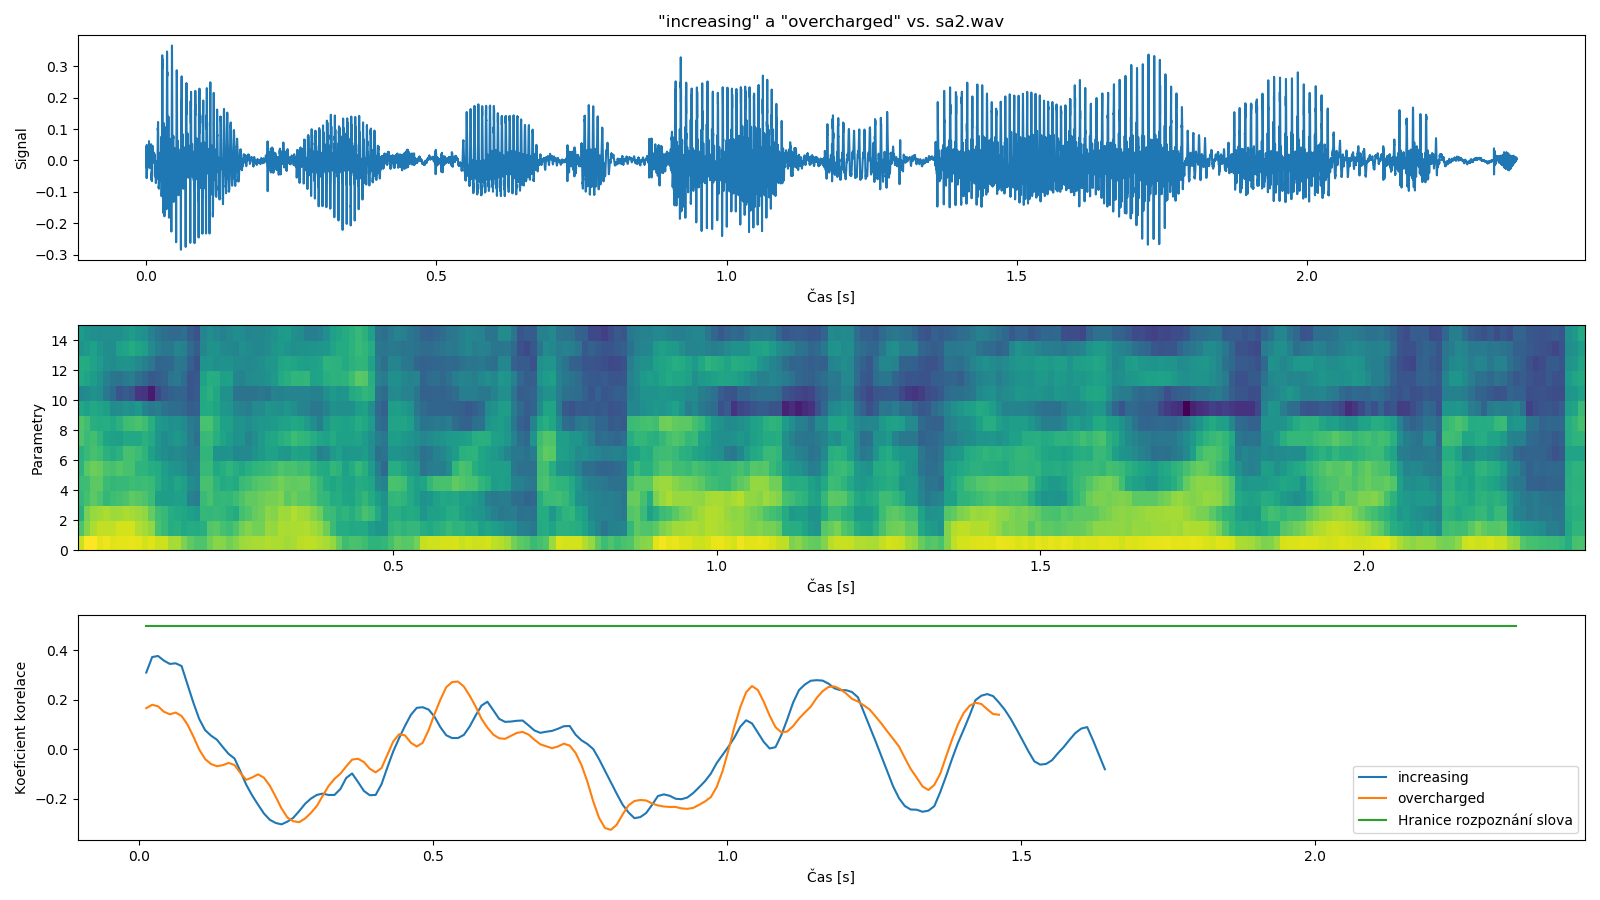 "increasing" a "overcharged" vs. sa2.wav
Signal
0.3
0.2
0.1
0.0
−0.1
−0.2
−0.3
0.0 0.5 1.0 1.5 2.0
Čas [s]
Parametry
14
12
10
8
6
4
2
0
0.5 1.0 1.5 2.0
Čas [s]
Koeficient korelace
0.4
0.2
0.0
−0.2
increasing
overcharged
Hranice rozpoznání slova
0.0 0.5 1.0 1.5 2.0
Čas [s]